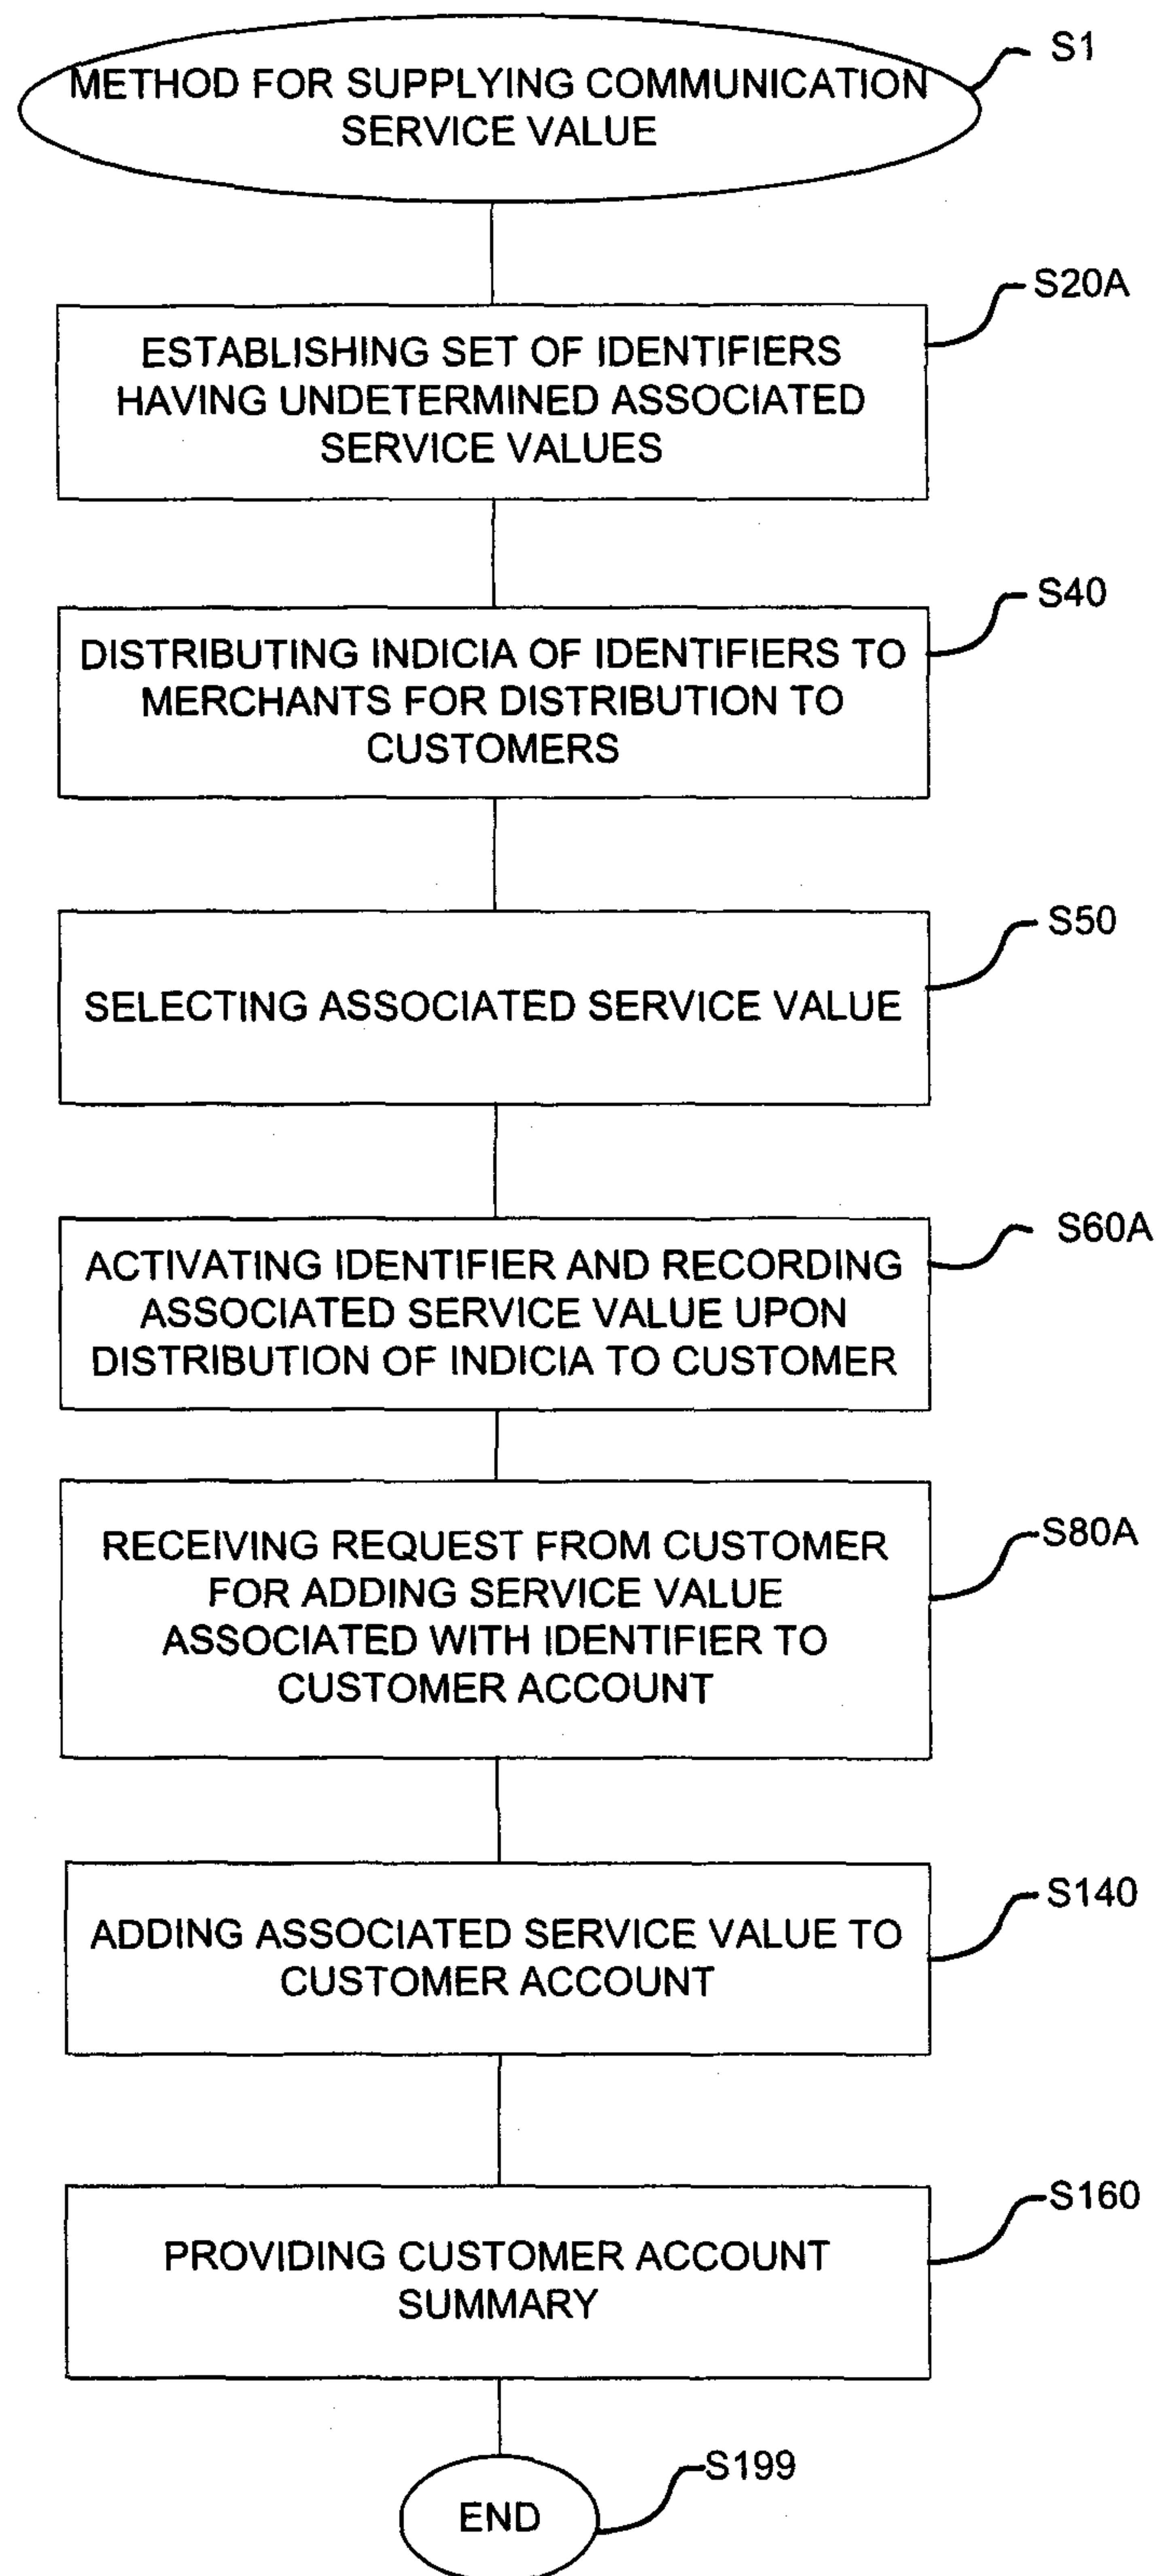 METHOD FOR SUPPLYING COMMUNICATION
SERVICE VALUE
S1
ESTABLISHING SET OF IDENTIFIERS
HAVING UNDETERMINED ASSOCIATED
SERVICE VALUES
S20A
DISTRIBUTING INDICIA OF IDENTIFIERS TO
MERCHANTS FOR DISTRIBUTION TO
CUSTOMERS
S40
SELECTING ASSOCIATED SERVICE VALUE
S50
ACTIVATING IDENTIFIER AND RECORDING
ASSOCIATED SERVICE VALUE UPON
DISTRIBUTION OF INDICIA TO CUSTOMER
S60A
RECEIVING REQUEST FROM CUSTOMER
FOR ADDING SERVICE VALUE
ASSOCIATED WITH IDENTIFIER TO
CUSTOMER ACCOUNT
S80A
ADDING ASSOCIATED SERVICE VALUE TO
CUSTOMER ACCOUNT
S140
PROVIDING CUSTOMER ACCOUNT
SUMMARY
S160
END
S199